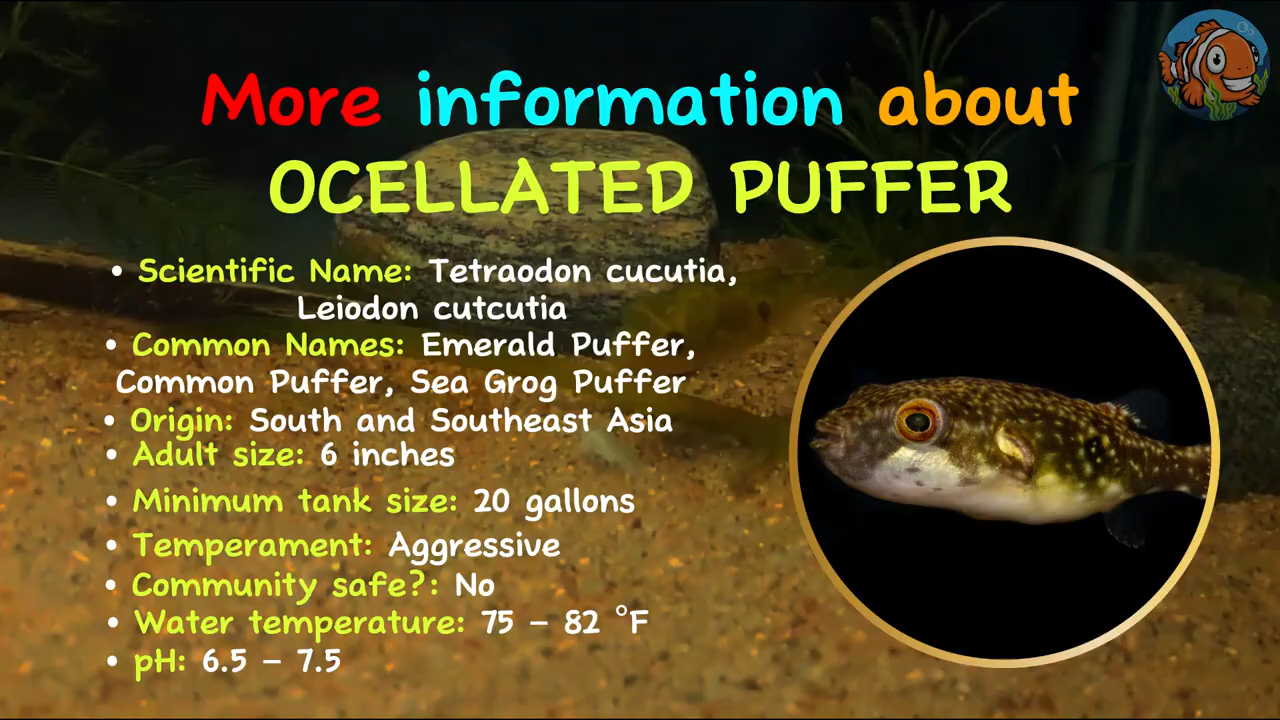 More information about
OCELLATED PUFFER
• Scientific Name: Tetraodon cucutia,
Leiodon cutcutia
• Common Names: Emerald Puffer,
Common Puffer, Sea Grog Puffer
• Origin: South and Southeast Asia
• Adult size: 6 inches
• Minimum tank size: 20 gallons
• Temperament: Aggressive
• Community safe?: No
• Water temperature: 75 – 82 °F
• pH: 6.5 – 7.5